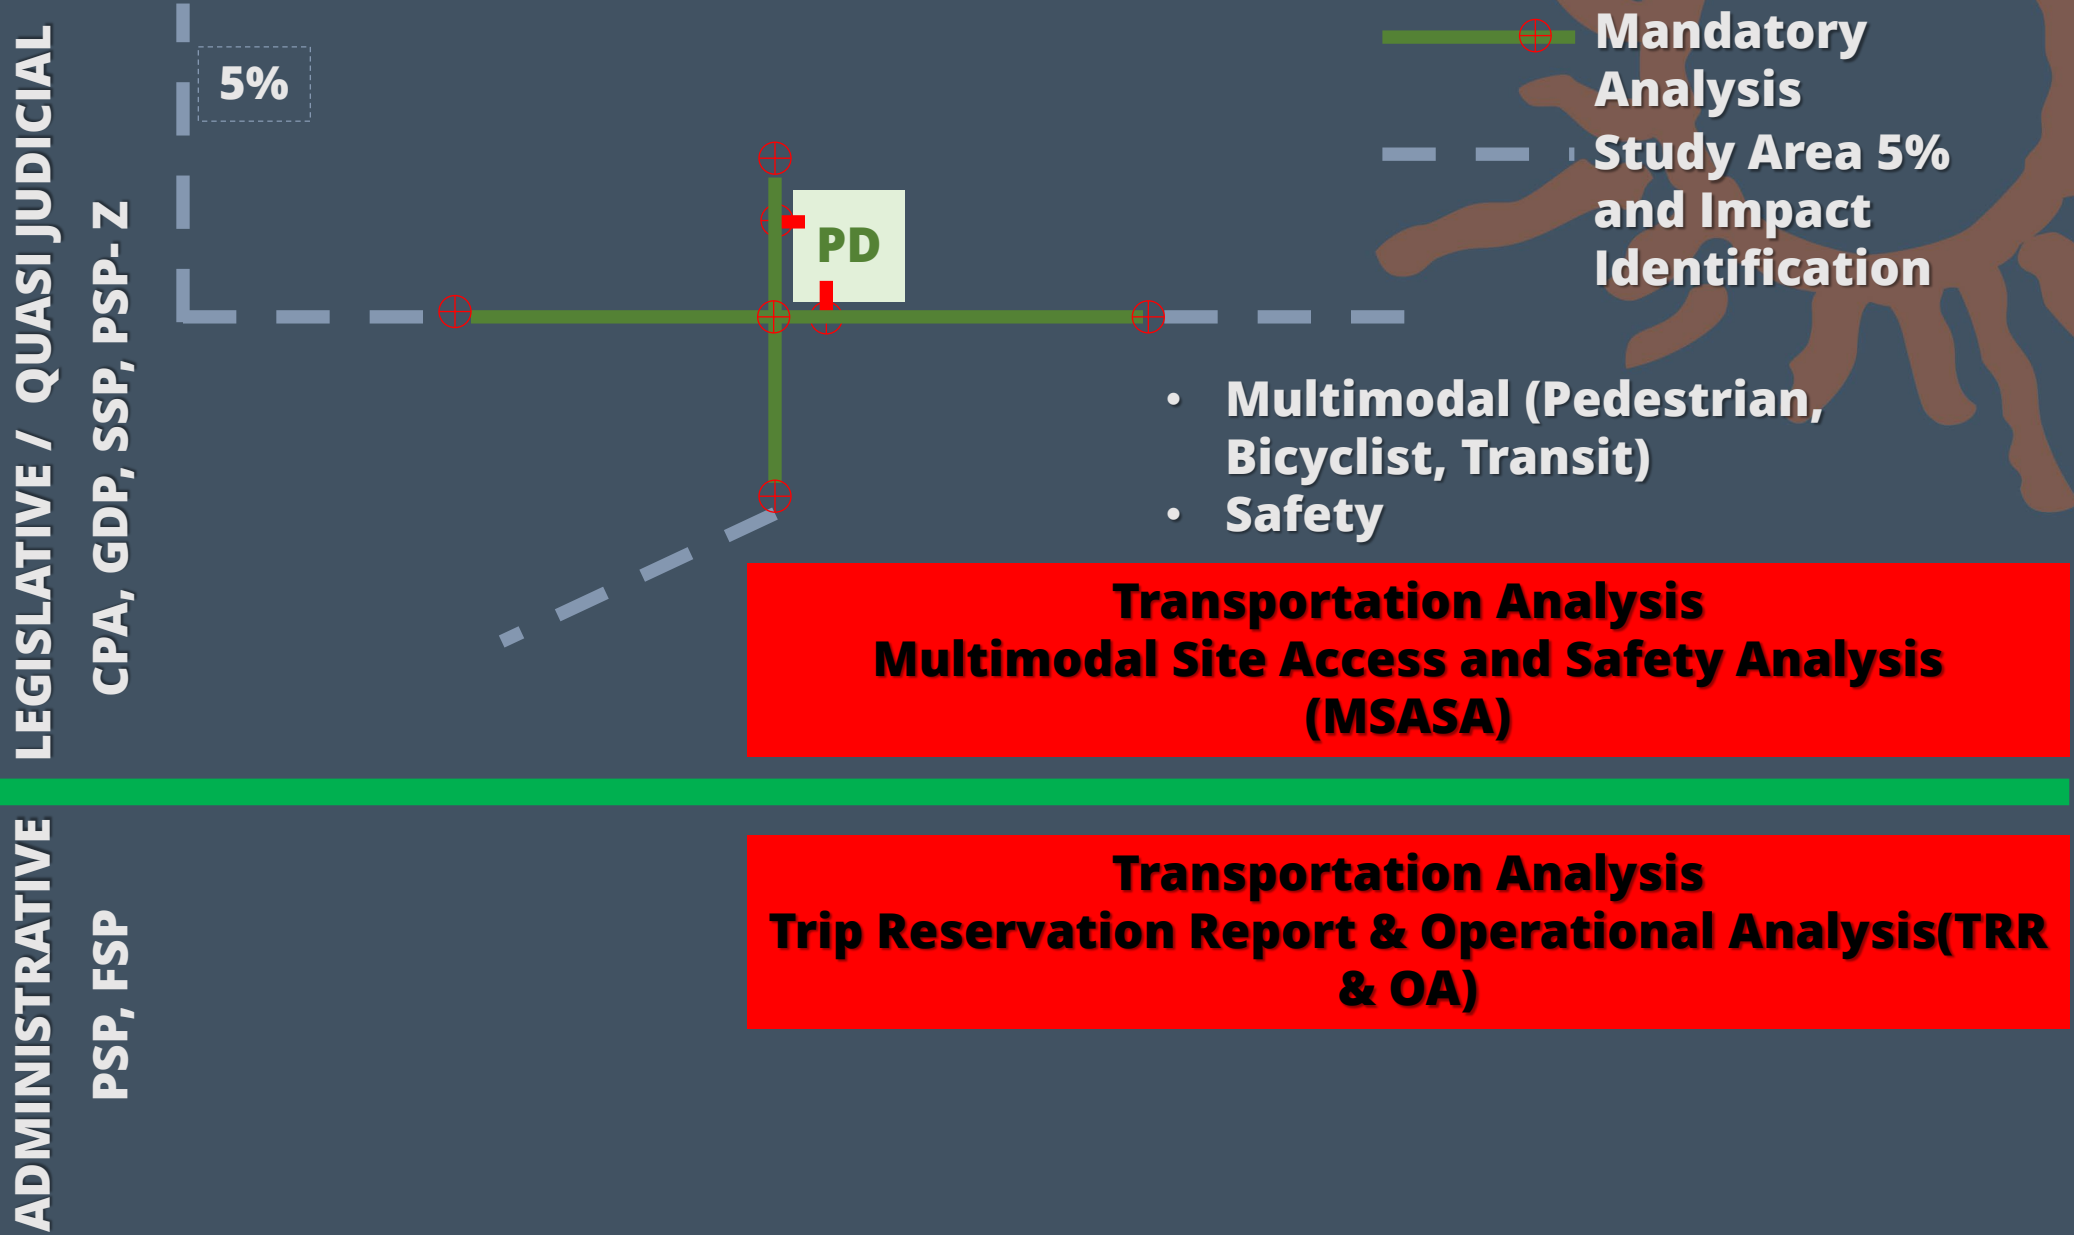 LEGISLATIVE / QUASI JUDICIAL
CPA, GDP, SSP, PSP- Z
5%
PD
Mandatory
Analysis
Study Area 5%
and Impact
Identification
• Multimodal (Pedestrian,
Bicyclist, Transit)
• Safety
Transportation Analysis
Multimodal Site Access and Safety Analysis
(MSASA)
ADMINISTRATIVE
PSP, FSP
Transportation Analysis
Trip Reservation Report & Operational Analysis(TRR
& OA)